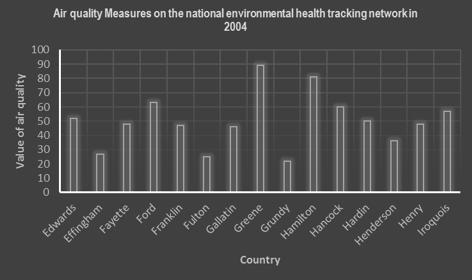 Air quality Measures on the national environmental health tracking network in
2004
Value of air quality
100
90
80
70
60
50
40
30
20
10
0
Edwards
Effingham
Fayette
Ford
Franklin
Fulton
Gallatin
Greene
Grundy
Hamilton
Hancock
Hardin
Henderson
Henry
Iroquois
Country